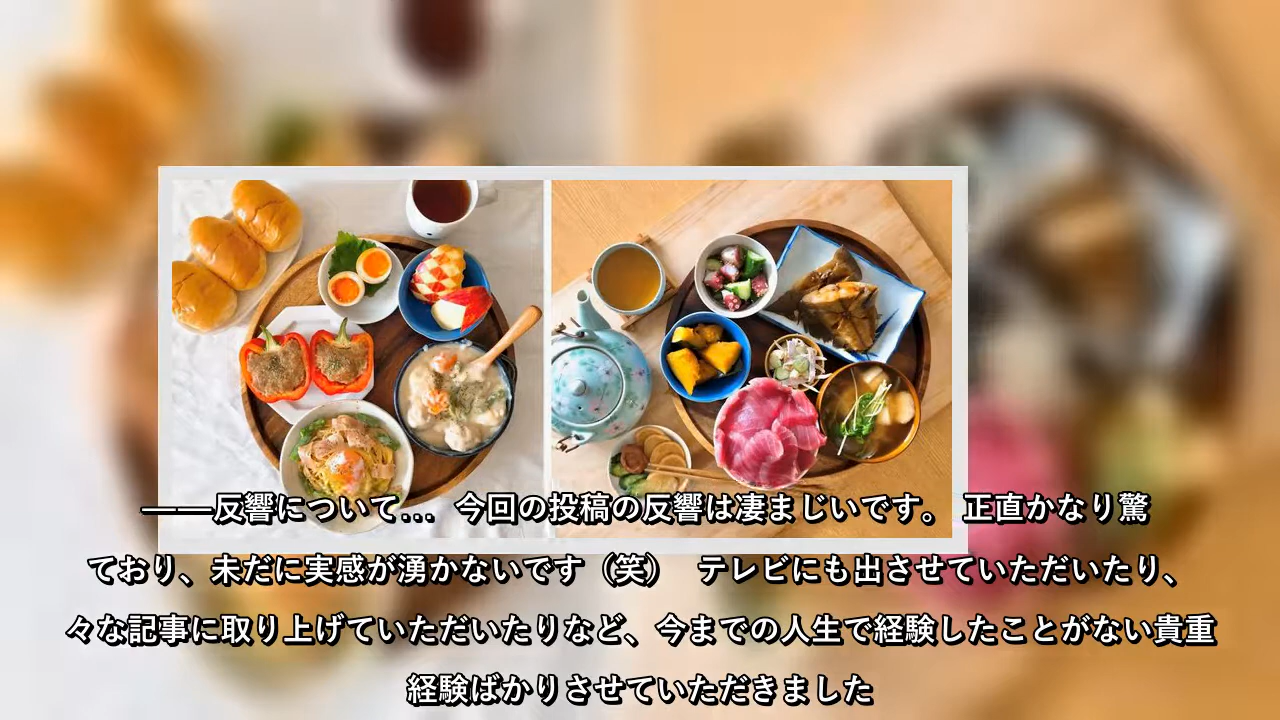 ――反響について… 今回の投稿の反響は凄まじいです。 正直かなり驚
ており、未だに実感が湧かないです（笑） テレビにも出させていただいたり、
々な記事に取り上げていただいたりなど、今までの人生で経験したことがない貴重
経験ばかりさせていただきました